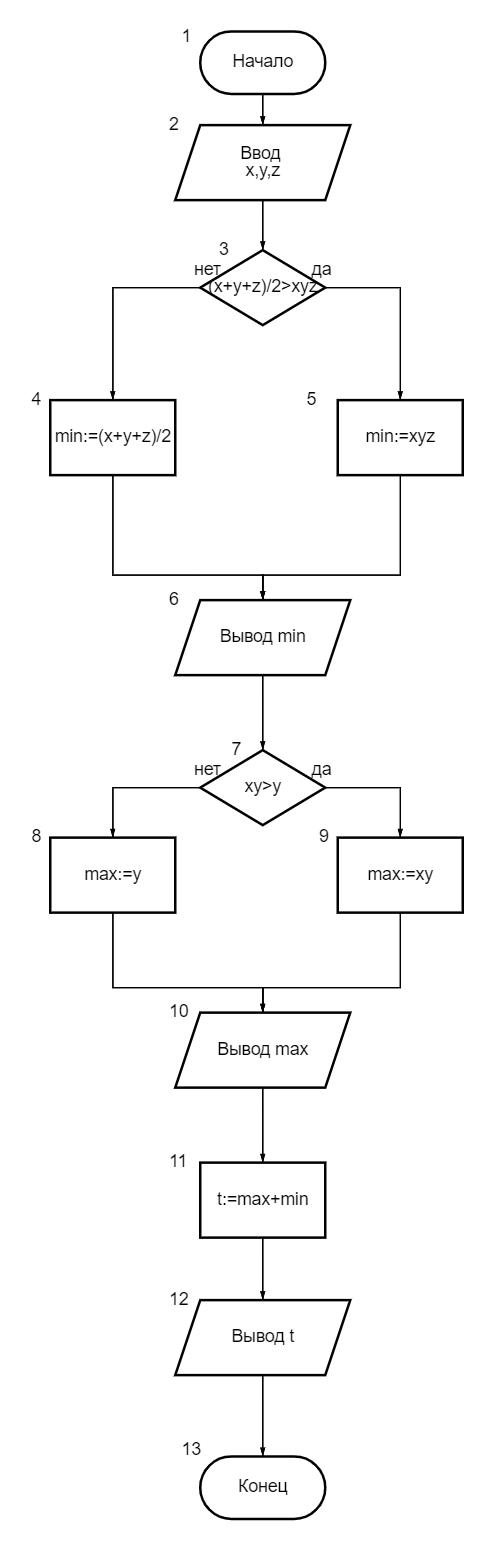 1
Начало
2
Ввод
x,y,z
3
нет
да
(x+y+z)/2>xyz
4
5
min:=(x+y+z)/2
min:=xyz
6
Вывод min
7
нет
да
xy>y
8
9
max:=y
max:=xy
10
Вывод max
11
t:=max+min
12
Вывод t
13
Конец